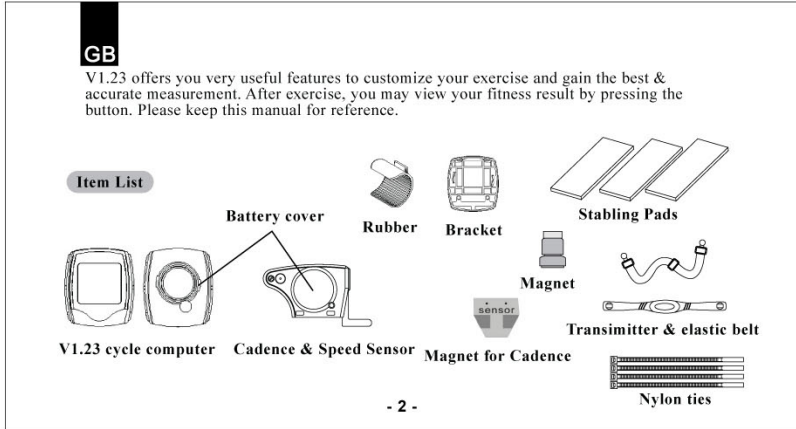 GB
V1.23 offers you very useful features to customize your exercise and gain the best &
accurate measurement. After exercise, you may view your fitness result by pressing the
button. Please keep this manual for reference.
Item List
Battery cover
Rubber
Bracket
Stabling Pads
Magnet
sensor
Transimitter & elastic belt
V1.23 cycle computer
Cadence & Speed Sensor
Magnet for Cadence
Nylon ties
- 2 -